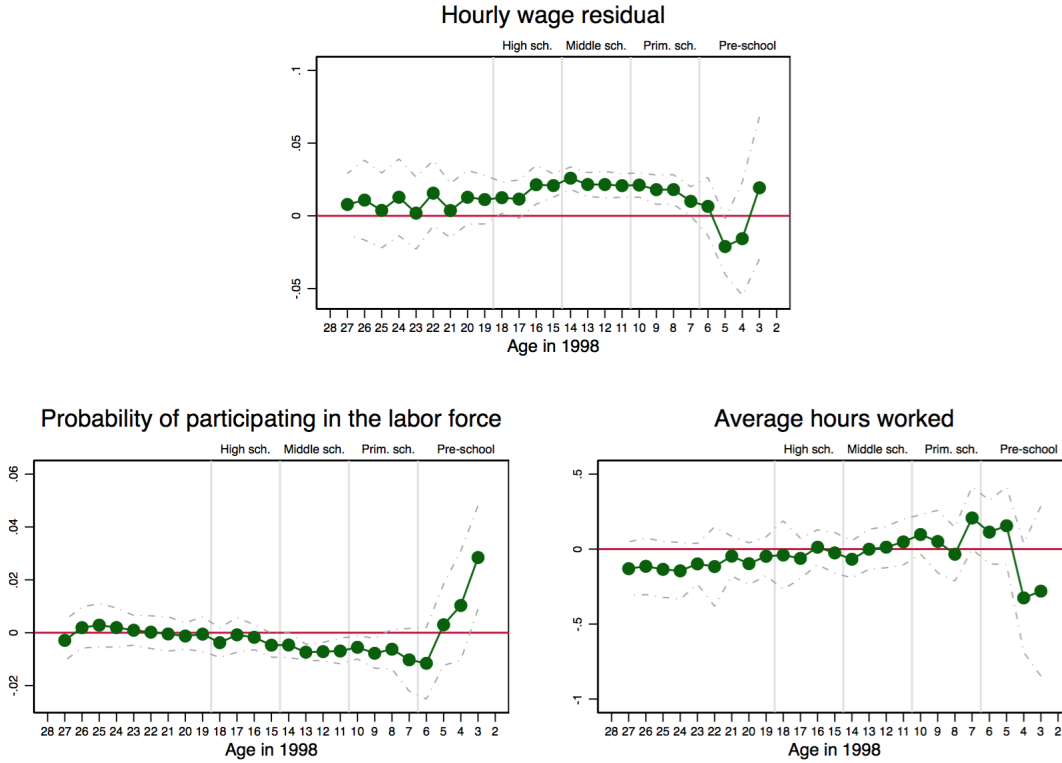 Hourly wage residual
High sch. Middle sch. Prim. sch. Pre-school
.1
.05
0
-.05
28 27 26 25 24 23 22 21 20 19 18 17 16 15 14 13 12 11 10 9 8 7 6 5 4 3 2
Age in 1998
Probability of participating in the labor force
High sch. Middle sch. Prim. sch. Pre-school
.06
.04
.02
0
-.02
28 27 26 25 24 23 22 21 20 19 18 17 16 15 14 13 12 11 10 9 8 7 6 5 4 3 2
Age in 1998
Average hours worked
High sch. Middle sch. Prim. sch. Pre-school
.5
0
-.5
-1
28 27 26 25 24 23 22 21 20 19 18 17 16 15 14 13 12 11 10 9 8 7 6 5 4 3 2
Age in 1998